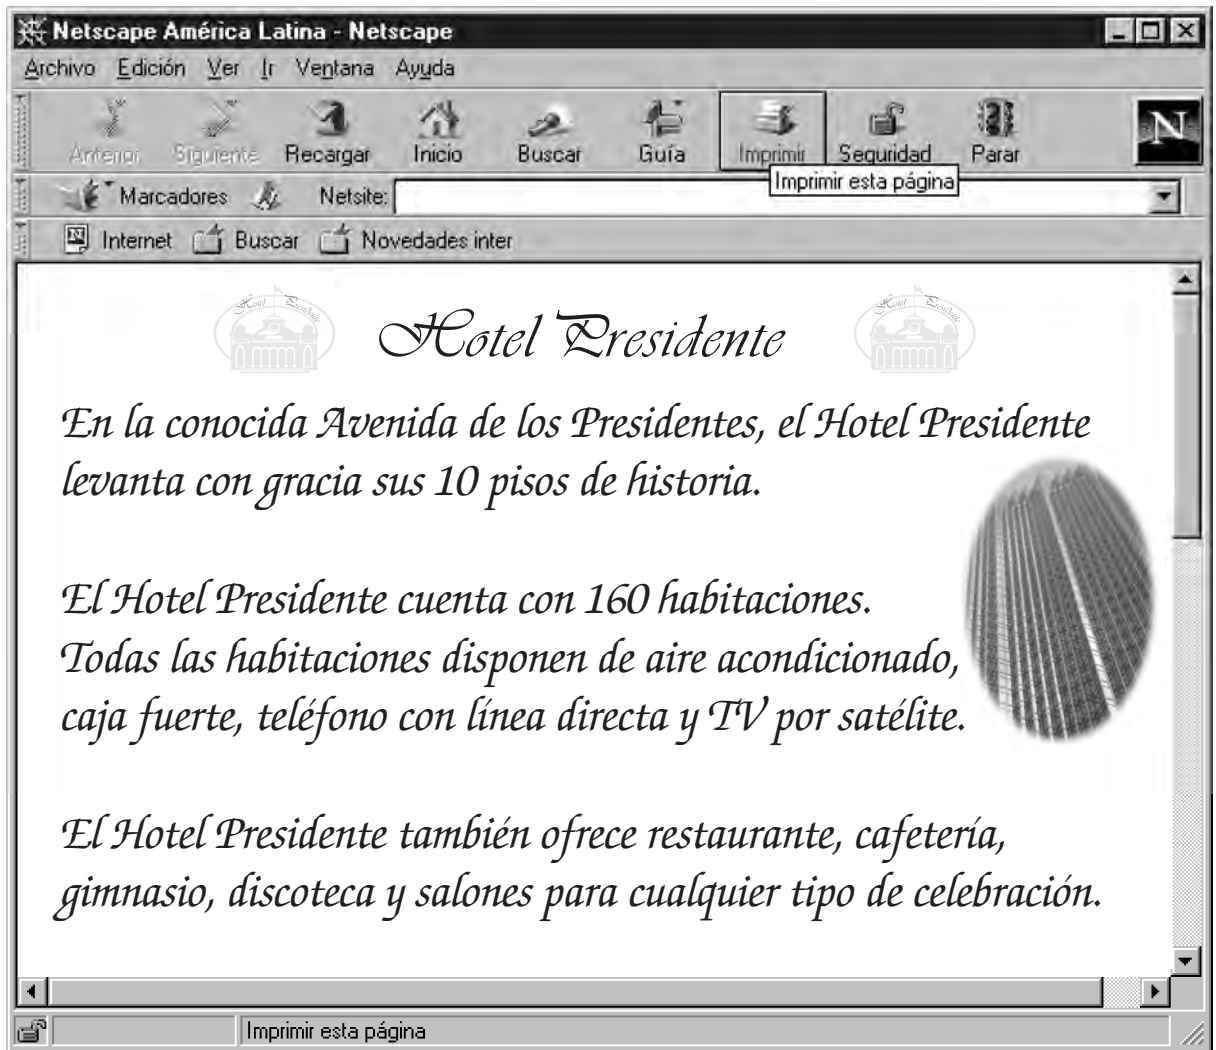 Netscape América Latina - Netscape
Archivo Edición Ver Ir Ventana Ayuda
Anterior Siguiente Recargar Inicio Buscar Guía Imprimir Seguridad Parar
N
Imprimir esta página
Marcadores Netsite:
Internet Buscar Novedades inter
Hotel Presidente
Hotel Presidente
Hotel Presidente
En la conocida Avenida de los Presidentes, el Hotel Presidente
levanta con gracia sus 10 pisos de historia.
El Hotel Presidente cuenta con 160 habitaciones.
Todas las habitaciones disponen de aire acondicionado,
caja fuerte, teléfono con línea directa y TV por satélite.
El Hotel Presidente también ofrece restaurante, cafetería,
gimnasio, discoteca y salones para cualquier tipo de celebración.
Imprimir esta página